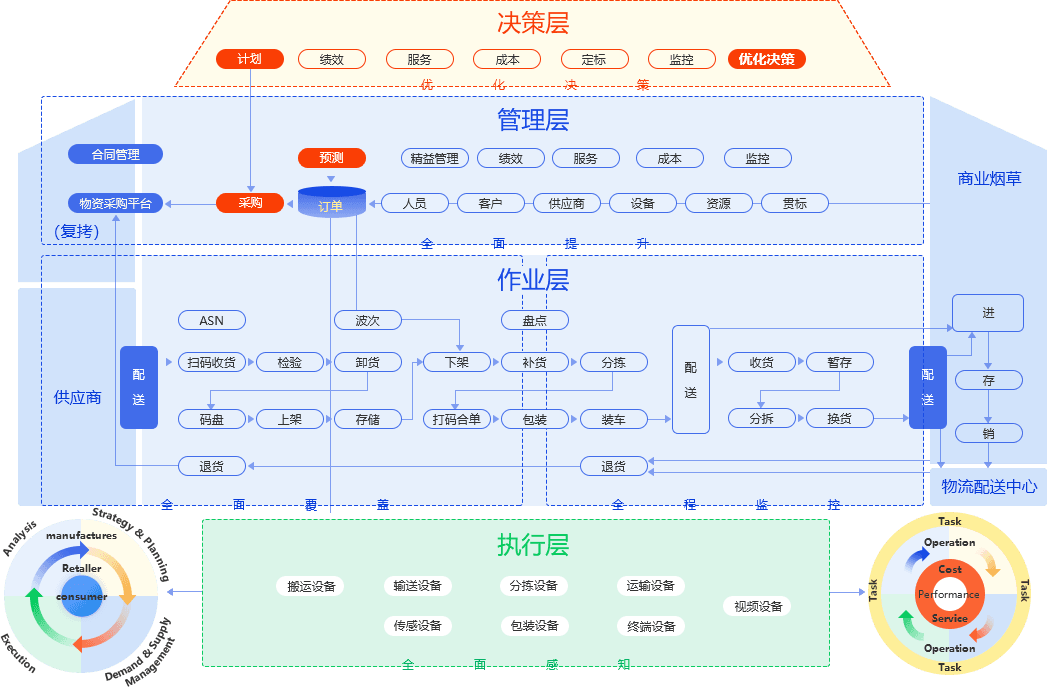 决策层
计划 绩效 服务 成本 定标 监控 优化决策
优 化 决 策
管理层
合同管理 预测 精益管理 绩效 服务 成本 监控
商业烟草
物资采购平台 采购 订单 人员 客户 供应商 设备 资源 贯标
(复拷)
全 面 提 升
作业层
ASN 波次 盘点
进
配送 扫码收货 检验 卸货 下架 补货 分拣 配送 收货 暂存 配送
存
供应商
码盘 上架 存储 打码合单 包装 装车 分拆 换货
销
退货 退货
物流配送中心
全 面 覆 盖 全 程 监 控
Analysis
Strategy & Planning
manufactures
Retaller
consumer
Execution
Demand & Supply
Management
执行层
搬运设备 输送设备 分拣设备 运输设备
视频设备
传感设备 包装设备 终端设备
全 面 感 知
Task
Operation
Cost
Task Performance Task
Service
Operation
Task